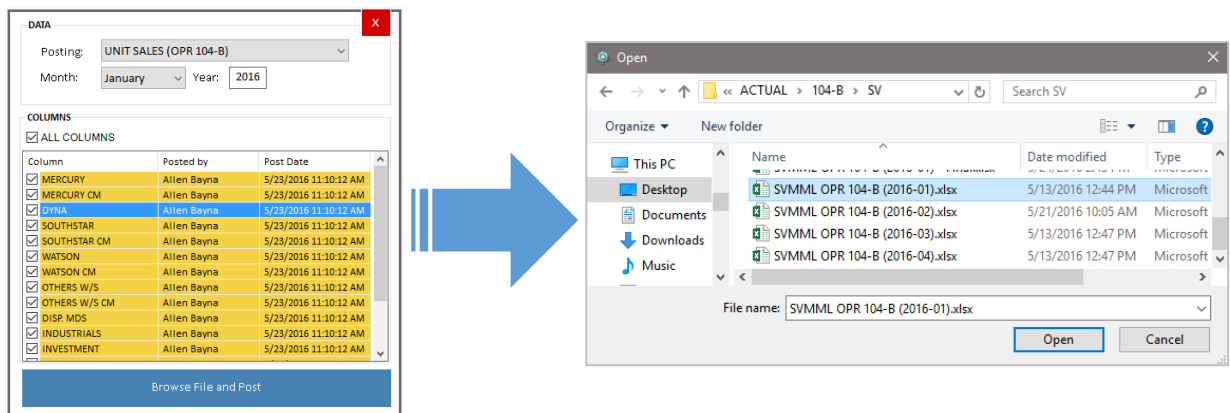 DATA
X
Posting: UNIT SALES (OPR 104-B)
Month: January Year: 2016
COLUMNS
ALL COLUMNS
Column Posted by Post Date
MERCURY Allen Bayna 5/23/2016 11:10:12 AM
MERCURY CM Allen Bayna 5/23/2016 11:10:12 AM
DYNA Allen Bayna 5/23/2016 11:10:12 AM
SOUTHSTAR Allen Bayna 5/23/2016 11:10:12 AM
SOUTHSTAR CM Allen Bayna 5/23/2016 11:10:12 AM
WATSON Allen Bayna 5/23/2016 11:10:12 AM
WATSON CM Allen Bayna 5/23/2016 11:10:12 AM
OTHERS W/S Allen Bayna 5/23/2016 11:10:12 AM
OTHERS W/S CM Allen Bayna 5/23/2016 11:10:12 AM
DISP. MDS Allen Bayna 5/23/2016 11:10:12 AM
INDUSTRIALS Allen Bayna 5/23/2016 11:10:12 AM
INVESTMENT Allen Bayna 5/23/2016 11:10:12 AM
Browse File and Post
Open
« ACTUAL > 104-B > SV
Search SV
Organize New folder
This PC
Desktop
Documents
Downloads
Music
Name Date modified Type
SVMML OPR 104-B (2016-01).xlsx 5/13/2016 12:44 PM Microsoft
SVMML OPR 104-B (2016-02).xlsx 5/21/2016 10:05 AM Microsoft
SVMML OPR 104-B (2016-03).xlsx 5/13/2016 12:47 PM Microsoft
SVMML OPR 104-B (2016-04).xlsx 5/13/2016 12:47 PM Microsoft
File name: SVMML OPR 104-B (2016-01).xlsx
Open Cancel